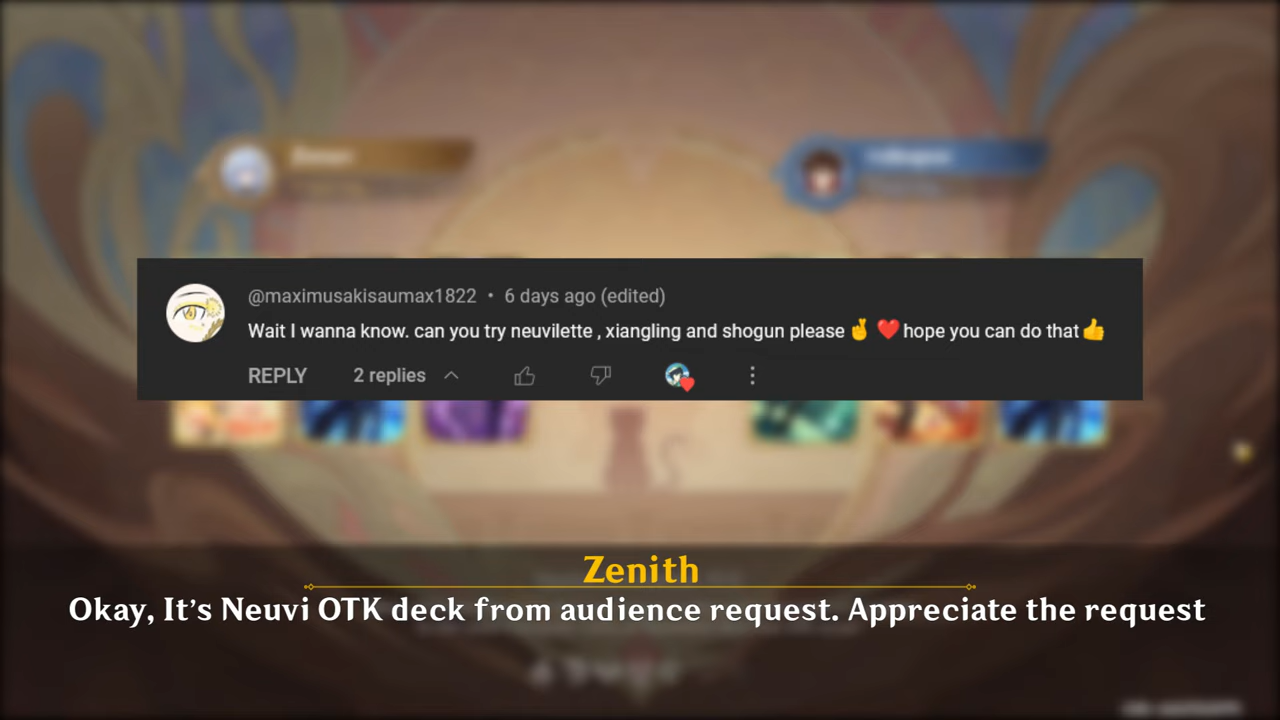 @maximusakisaumax1822 • 6 days ago (edited)
Wait I wanna know. can you try neuvilette , xiangling and shogun please🤞❤️hope you can do that👍
REPLY 2 replies
Zenith
Okay, It's Neuvi OTK deck from audience request. Appreciate the request